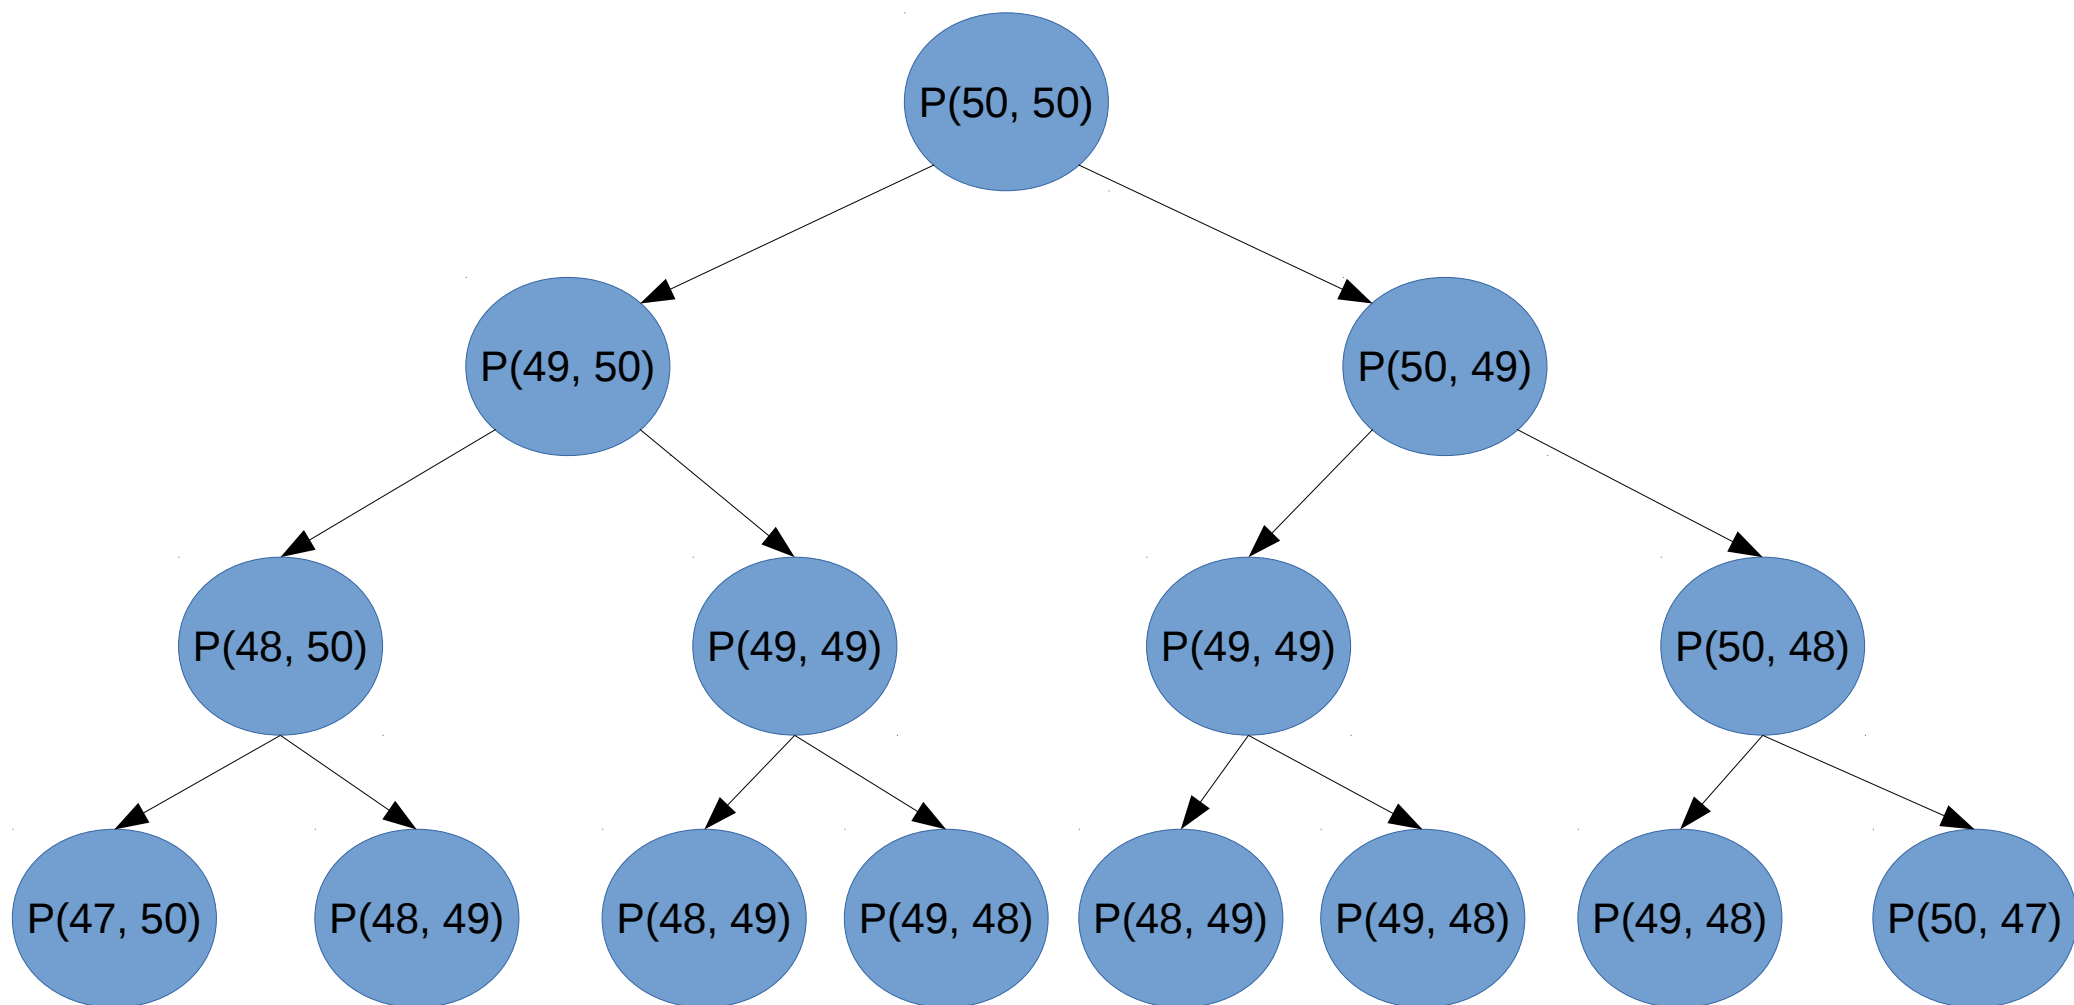 P(50, 50)
P(49, 50)
P(50, 49)
P(48, 50)
P(49, 49)
P(49, 49)
P(50, 48)
P(47, 50)
P(48, 49)
P(48, 49)
P(49, 48)
P(48, 49)
P(49, 48)
P(49, 48)
P(50, 47)